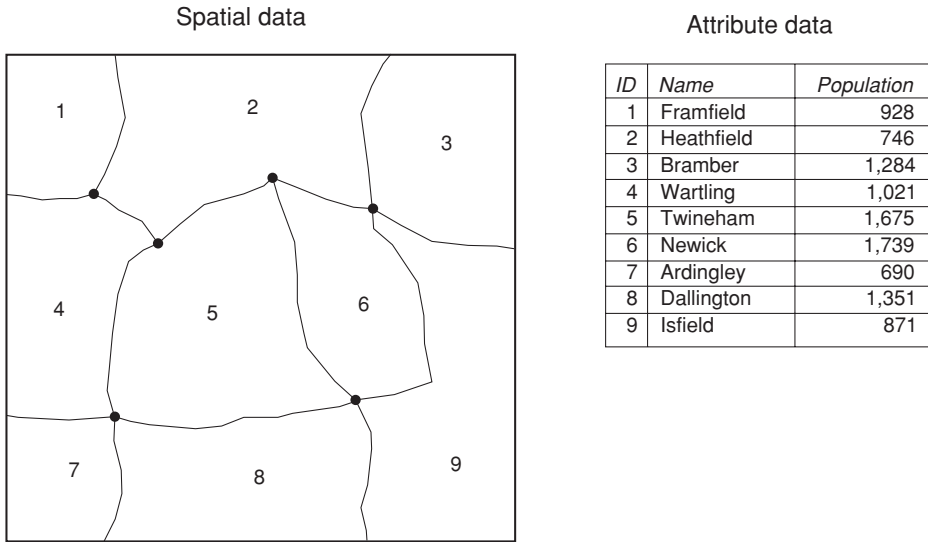 Spatial data
1
2
3
4
5
6
7
8
9
Attribute data
ID Name Population
1 Framfield 928
2 Heathfield 746
3 Bramber 1,284
4 Wartling 1,021
5 Twineham 1,675
6 Newick 1,739
7 Ardingley 690
8 Dallington 1,351
9 Isfield 871